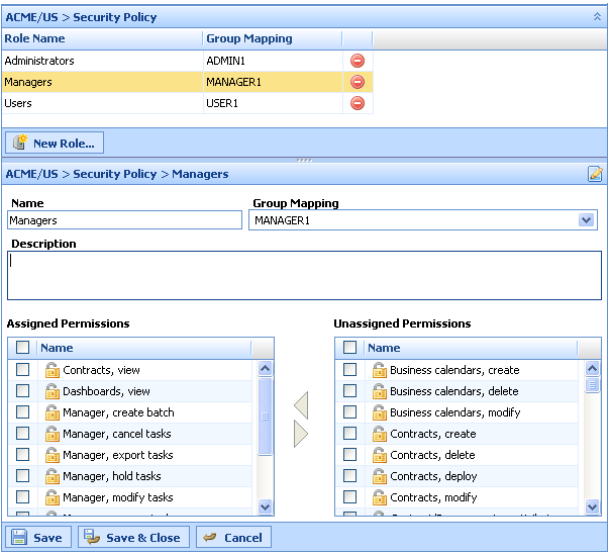 ACME/US > Security Policy
Role Name Group Mapping
Administrators ADMIN1
Managers MANAGER1
Users USER1
New Role...
ACME/US > Security Policy > Managers
Name Group Mapping
Managers MANAGER1
Description
Assigned Permissions Unassigned Permissions
Name Name
Contracts, view Business calendars, create
Dashboards, view Business calendars, delete
Manager, create batch Business calendars, modify
Manager, cancel tasks Contracts, create
Manager, export tasks Contracts, delete
Manager, hold tasks Contracts, deploy
Manager, modify tasks Contracts, modify
Save Save & Close Cancel